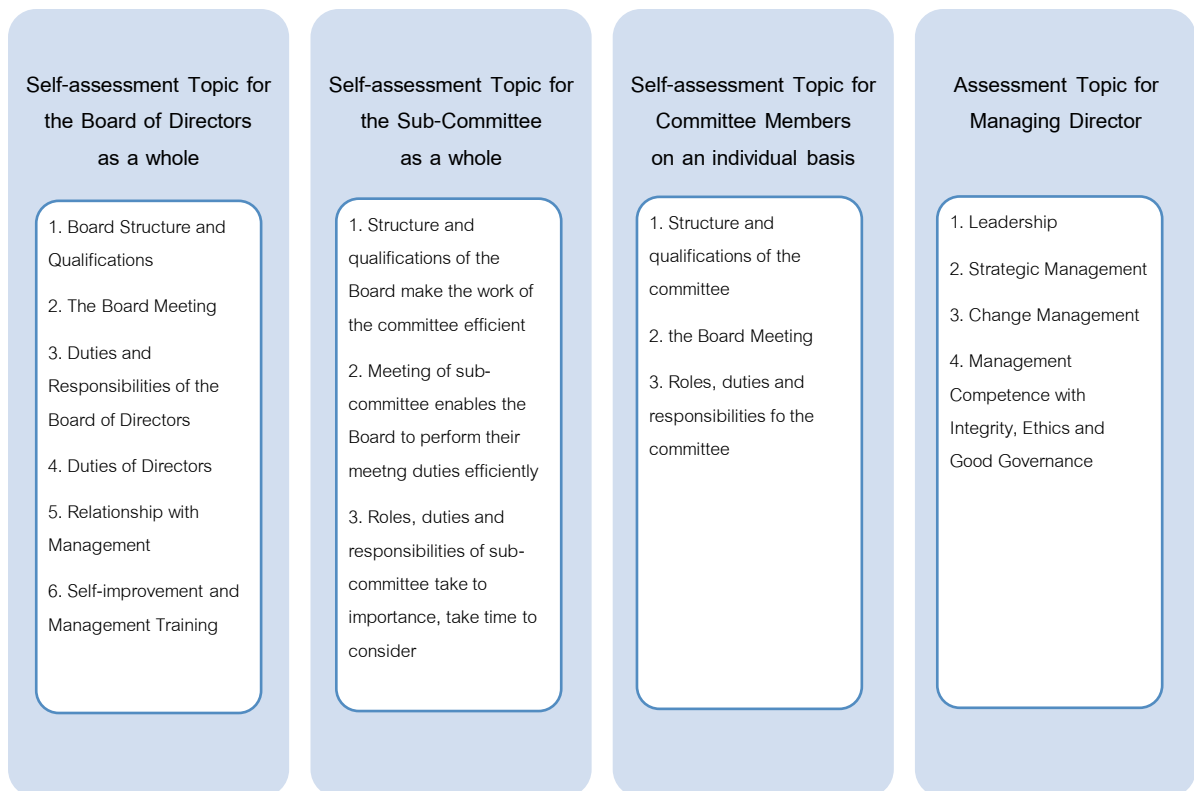 Self-assessment Topic for
the Board of Directors
as a whole
1. Board Structure and
Qualifications
2. The Board Meeting
3. Duties and
Responsibilities of the
Board of Directors
4. Duties of Directors
5. Relationship with
Management
6. Self-improvement and
Management Training
Self-assessment Topic for
the Sub-Committee
as a whole
1. Structure and
qualifications of the
Board make the work of
the committee efficient
2. Meeting of sub-
committee enables the
Board to perform their
meetng duties efficiently
3. Roles, duties and
responsibilities of sub-
committee take to
importance, take time to
consider
Self-assessment Topic for
Committee Members
on an individual basis
1. Structure and
qualifications of the
committee
2. the Board Meeting
3. Roles, duties and
responsibilities fo the
committee
Assessment Topic for
Managing Director
1. Leadership
2. Strategic Management
3. Change Management
4. Management
Competence with
Integrity, Ethics and
Good Governance